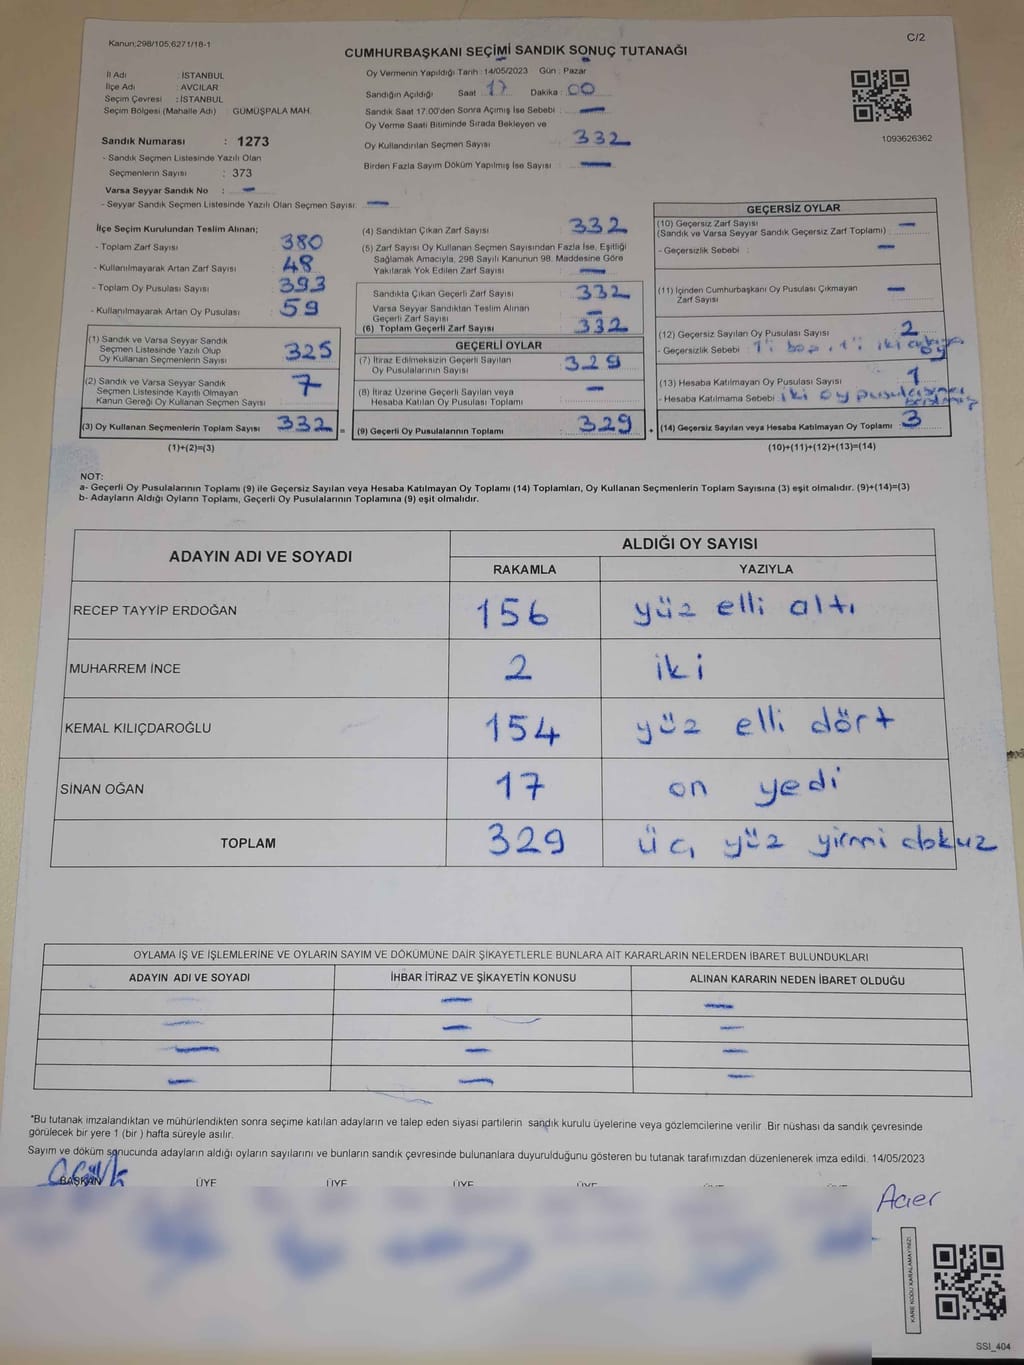 Kanun;298/105;6271/18-1
C/2
CUMHURBAŞKANI SEÇİMİ SANDIK SONUÇ TUTANAĞI
İl Adı : İSTANBUL
İlçe Adı : AVCILAR
Seçim Çevresi : İSTANBUL
Seçim Bölgesi (Mahalle Adı) : GÜMÜŞPALA MAH.
Sandık Numarası : 1273
- Sandık Seçmen Listesinde Yazılı Olan
Seçmenlerin Sayısı : 373
Varsa Seyyar Sandık No : -
- Seyyar Sandık Seçmen Listesinde Yazılı Olan Seçmen Sayısı: -
Oy Vermenin Yapıldığı Tarih :14/05/2023 Gün : Pazar
Sandığın Açıldığı Saat 17 Dakika : 00
Sandık Saat 17:00'den Sonra Açımış İse Sebebi : -
Oy Verme Saati Bitiminde Sırada Bekleyen ve
Oy Kullandırılan Seçmen Sayısı 332
Birden Fazla Sayım Döküm Yapılmış İse Sayısı : -
1093626362
İlçe Seçim Kurulundan Teslim Alınan;
- Toplam Zarf Sayısı : 380
- Kullanılmayarak Artan Zarf Sayısı : 48
- Toplam Oy Pusulası Sayısı : 393
- Kullanılmayarak Artan Oy Pusulası : 59
(1) Sandık ve Varsa Seyyar Sandık
Seçmen Listesinde Yazılı Olup
Oy Kullanan Seçmenlerin Sayısı 325
(2) Sandık ve Varsa Seyyar Sandık
Seçmen Listesinde Kayıtlı Olmayan
Kanun Gereği Oy Kullanan Seçmen Sayısı 7
(3) Oy Kullanan Seçmenlerin Toplam Sayısı 332 =
(1)+(2)=(3)
(4) Sandıktan Çıkan Zarf Sayısı 332
(5) Zarf Sayısı Oy Kullanan Seçmen Sayısından Fazla İse, Eşitliği
Sağlamak Amacıyla, 298 Sayılı Kanunun 98. Maddesine Göre
Yakılarak Yok Edilen Zarf Sayısı : -
Sandıkta Çıkan Geçerli Zarf Sayısı 332
Varsa Seyyar Sandıktan Teslim Alınan
Geçerli Zarf Sayısı -
(6) Toplam Geçerli Zarf Sayısı 332
GEÇERLİ OYLAR
(7) İtiraz Edilmeksizin Geçerli Sayılan
Oy Pusulalarının Sayısı 329
(8) İtiraz Üzerine Geçerli Sayılan veya
Hesaba Katılan Oy Pusulası Toplamı -
(9) Geçerli Oy Pusulalarının Toplamı 329 +
GEÇERSİZ OYLAR
(10) Geçersiz Zarf Sayısı
(Sandık ve Varsa Seyyar Sandık Geçersiz Zarf Toplamı) : -
- Geçersizlik Sebebi : -
(11) İçinden Cumhurbaşkanı Oy Pusulası Çıkmayan
Zarf Sayısı -
(12) Geçersiz Sayılan Oy Pusulası Sayısı 2
- Geçersizlik Sebebi : 1'i boş, 1'i iki
(13) Hesaba Katılmayan Oy Pusulası Sayısı 1
- Hesaba Katılmama Sebebi : iki oy
(14) Geçersiz Sayılan veya Hesaba Katılmayan Oy Toplamı 3
(10)+(11)+(12)+(13)=(14)
NOT:
a- Geçerli Oy Pusulalarının Toplamı (9) ile Geçersiz Sayılan veya Hesaba Katılmayan Oy Toplamı (14) Toplamları, Oy Kullanan Seçmenlerin Toplam Sayısına (3) eşit olmalıdır. (9)+(14)=(3)
b- Adayların Aldığı Oyların Toplamı, Geçerli Oy Pusulalarının Toplamına (9) eşit olmalıdır.
ADAYIN ADI VE SOYADI
ALDIĞI OY SAYISI
RAKAMLA YAZIYLA
RECEP TAYYİP ERDOĞAN 156 yüz elli altı
MUHARREM İNCE 2 iki
KEMAL KILIÇDAROĞLU 154 yüz elli dört
SİNAN OĞAN 17 on yedi
TOPLAM 329 üç yüz yirmi dokuz
OYLAMA İŞ VE İŞLEMLERİNE VE OYLARIN SAYIM VE DÖKÜMÜNE DAİR ŞİKAYETLERLE BUNLARA AİT KARARLARIN NELERDEN İBARET BULUNDUKLARI
ADAYIN ADI VE SOYADI İHBAR İTİRAZ VE ŞİKAYETİN KONUSU ALINAN KARARIN NEDEN İBARET OLDUĞU
"Bu tutanak imzalandıktan ve mühürlendikten sonra seçime katılan adayların ve talep eden siyasi partilerin sandık kurulu üyelerine veya gözlemcilerine verilir. Bir nüshası da sandık çevresinde
görülecek bir yere 1 (bir ) hafta süreyle asılır.
Sayım ve döküm sonucunda adayların aldığı oyların sayılarını ve bunların sandık çevresinde bulunanlara duyurulduğunu gösteren bu tutanak tarafımızdan düzenlenerek imza edildi. 14/05/2023
BAŞKAN ÜYE ÜYE ÜYE ÜYE
KARE KODU KARALAMAYINIZ!
SSI_404